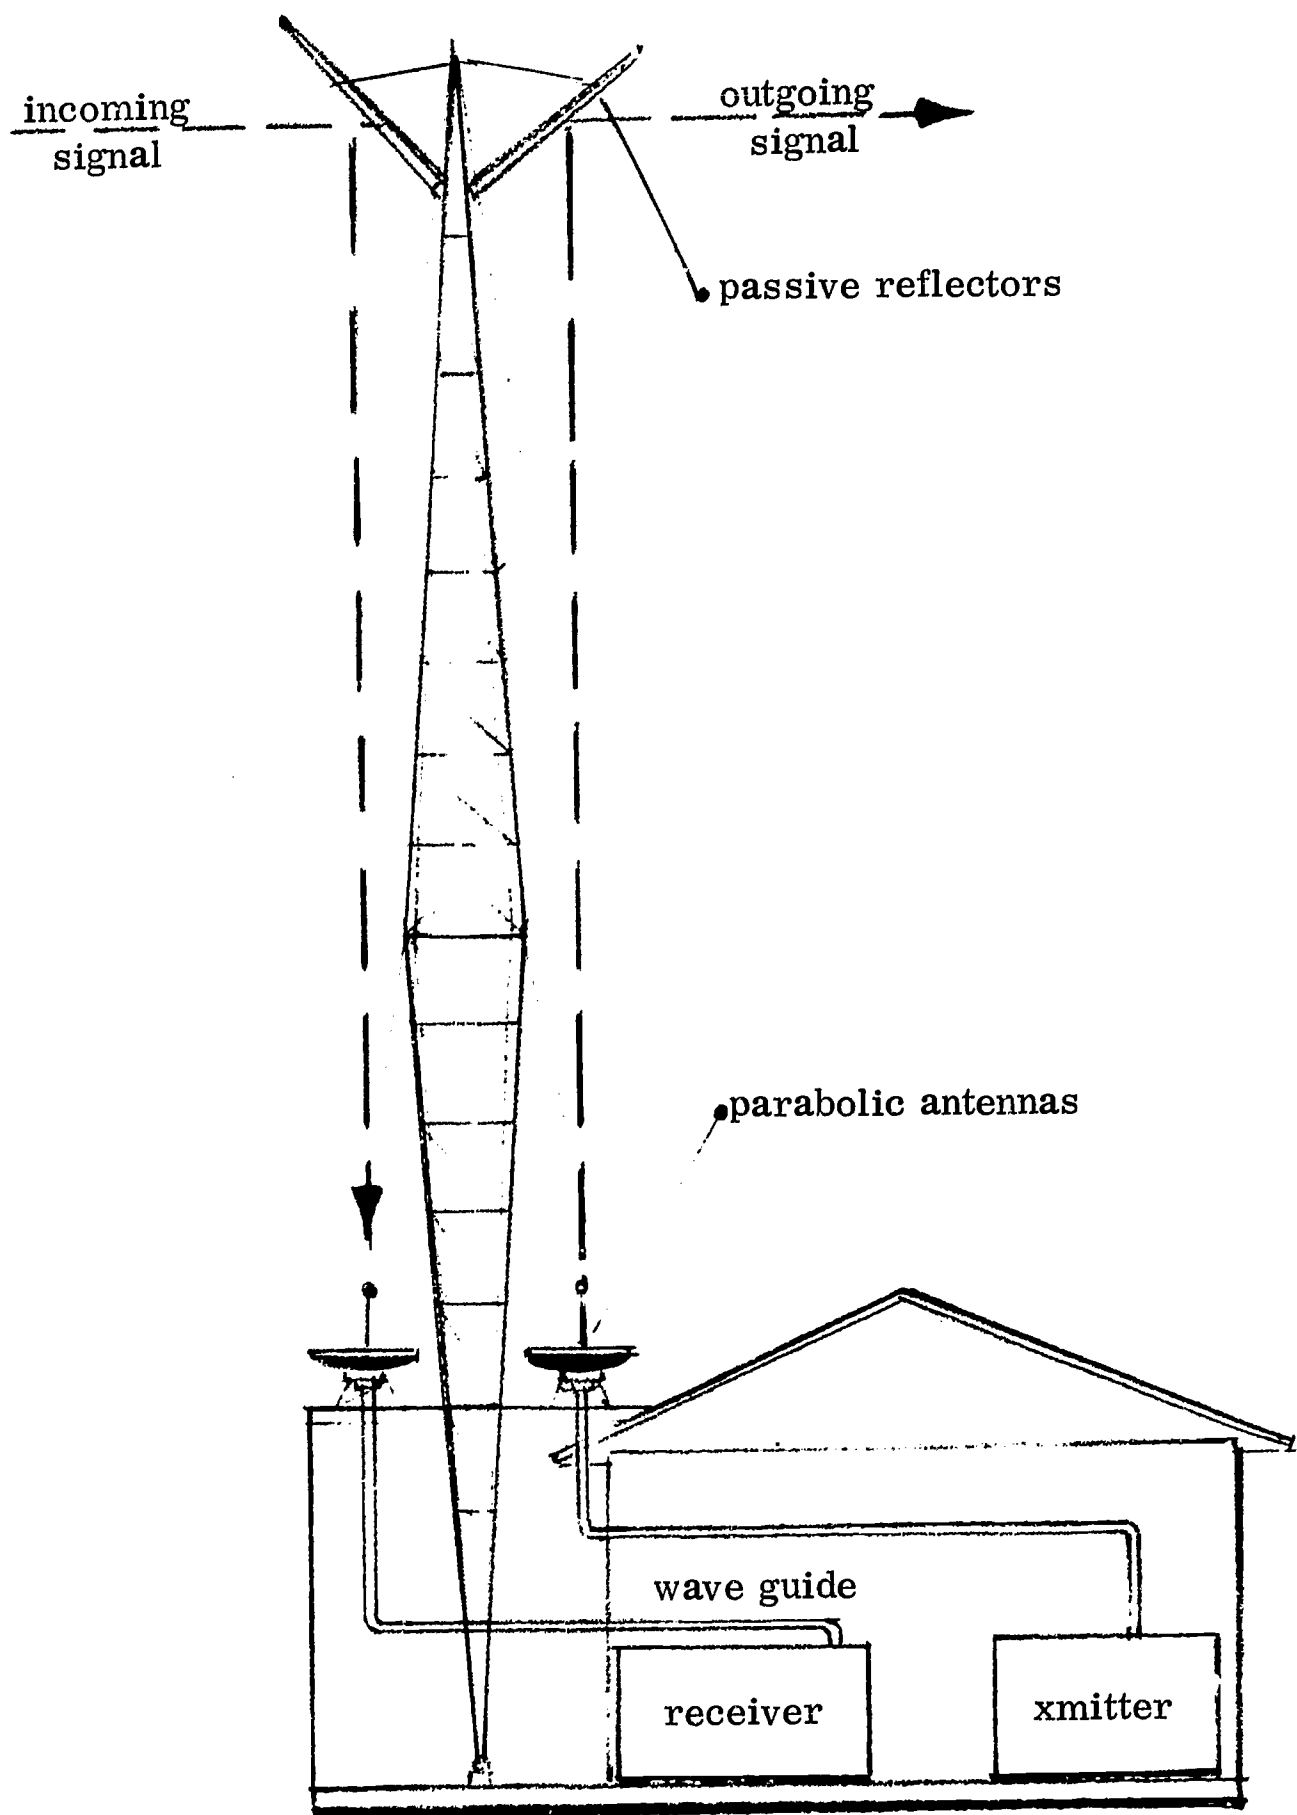 incoming
signal
outgoing
signal
passive reflectors
parabolic antennas
wave guide
receiver
xmitter